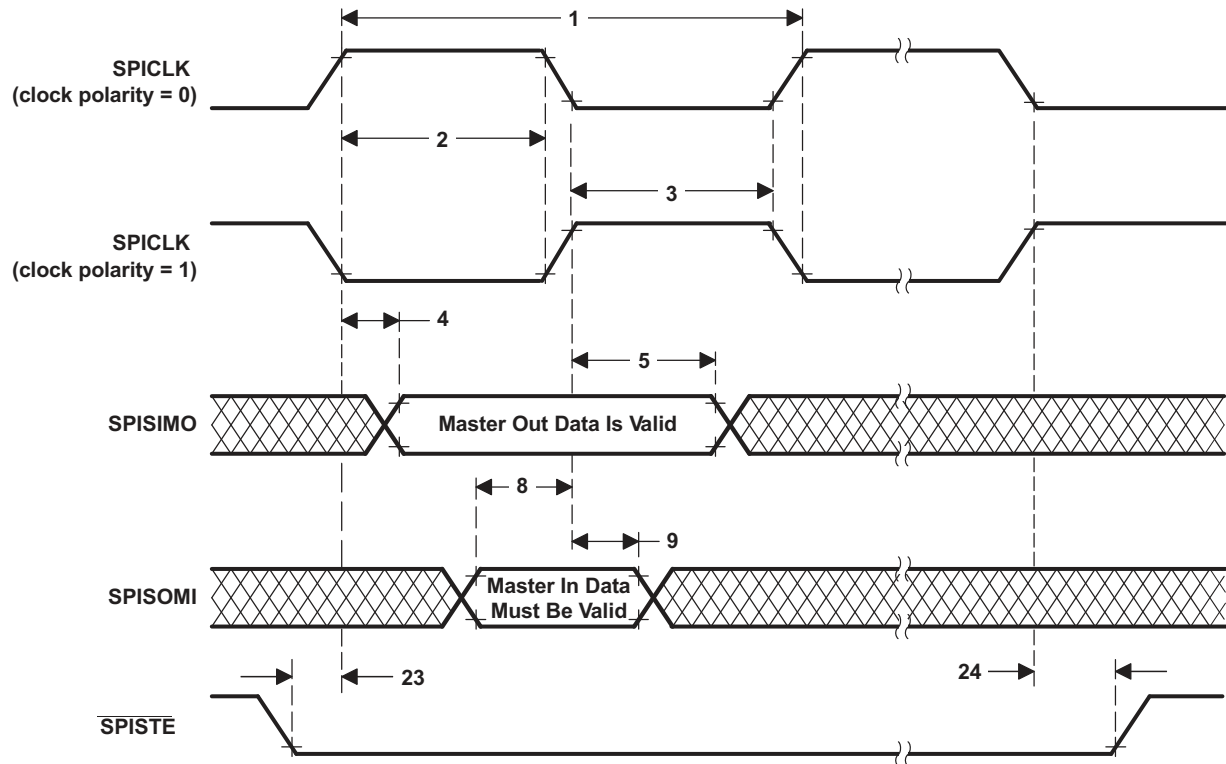 1
SPICLK
(clock polarity = 0)
2
3
SPICLK
(clock polarity = 1)
4
5
SPISIMO
Master Out Data Is Valid
8
9
SPISOMI
Master In Data
Must Be Valid
23
24
SPISTE